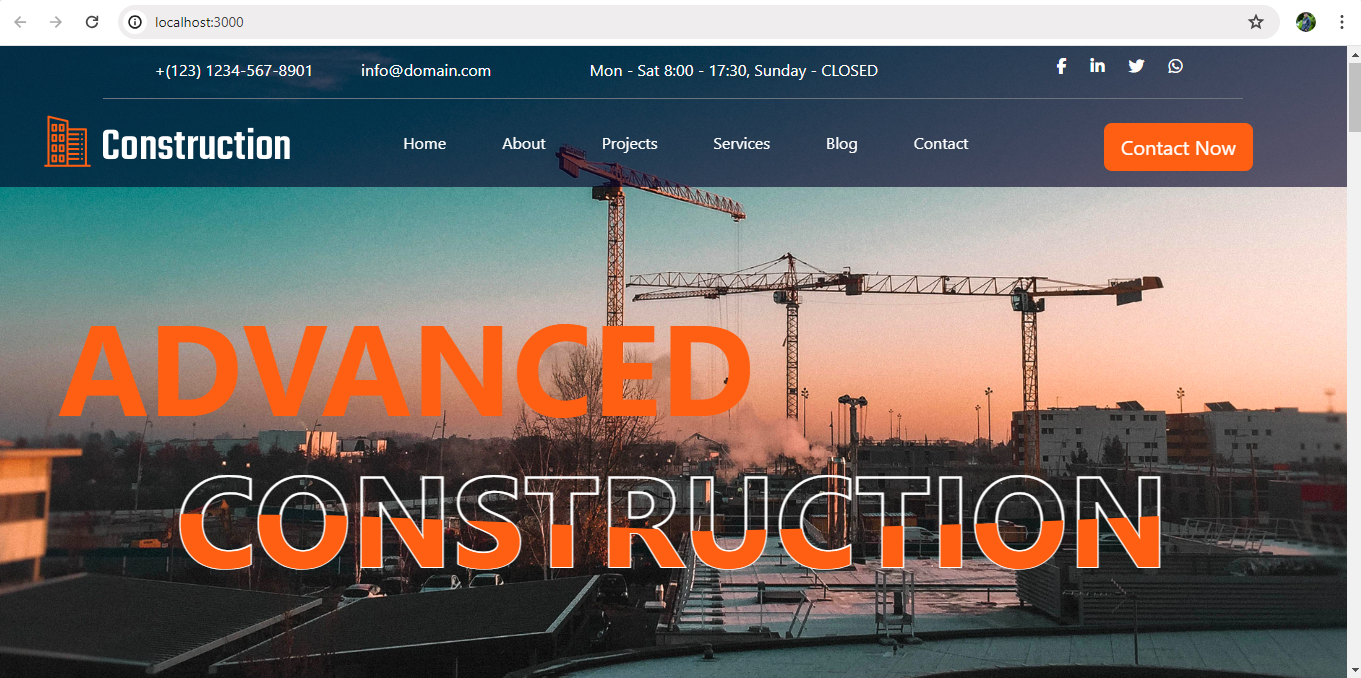 localhost:3000
+(123) 1234-567-8901 info@domain.com Mon - Sat 8:00 - 17:30, Sunday - CLOSED
Construction Home About Projects Services Blog Contact Contact Now
ADVANCED
CONSTRUCTION